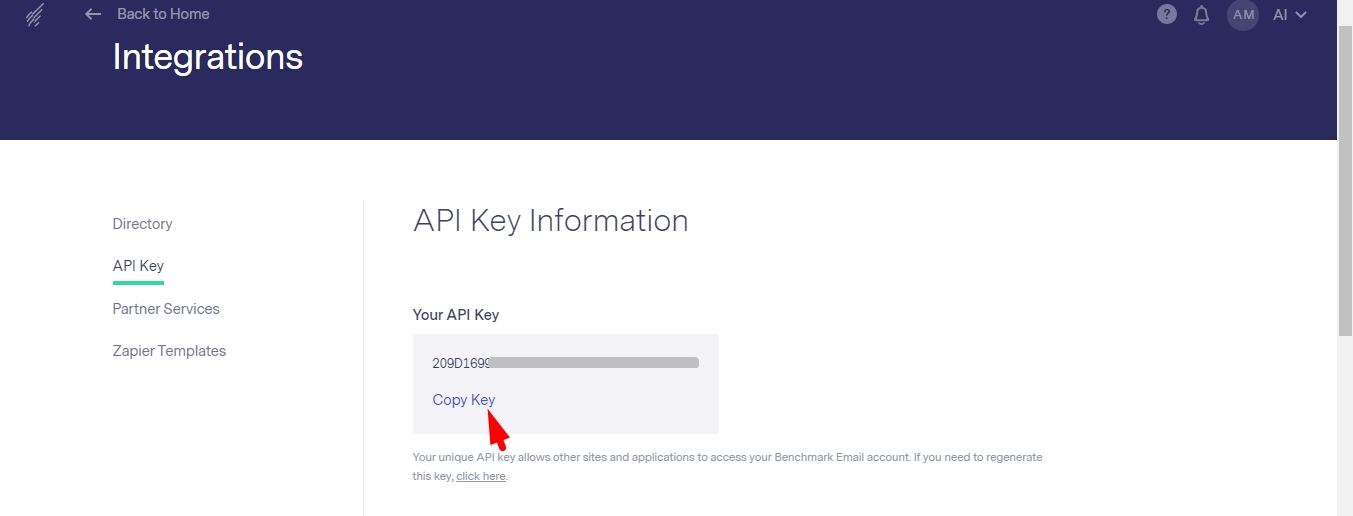 Back to Home
? AM AI
Integrations
Directory
API Key
Partner Services
Zapier Templates
API Key Information
Your API Key
209D1699
Copy Key
Your unique API key allows other sites and applications to access your Benchmark Email account. If you need to regenerate
this key, click here.